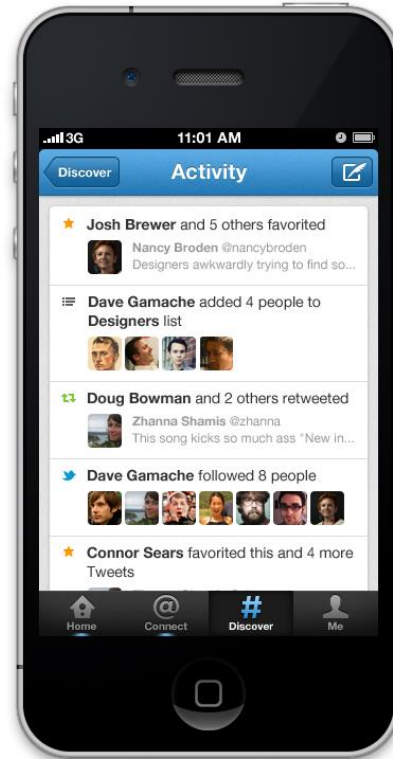 3G 11:01 AM
Discover Activity
Josh Brewer and 5 others favorited
Nancy Broden @nancybroden
Designers awkwardly trying to find so...
Dave Gamache added 4 people to
Designers list
Doug Bowman and 2 others retweeted
Zhanna Shamis @zhanna
This song kicks so much ass "New in...
Dave Gamache followed 8 people
Connor Sears favorited this and 4 more
Tweets
Home Connect Discover Me